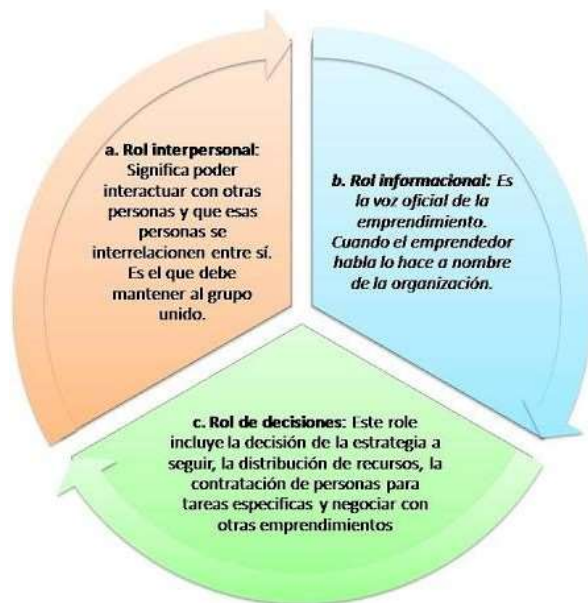 a. Rol interpersonal:
Significa poder
interactuar con otras
personas y que esas
personas se
interrelacionen entre sí.
Es el que debe
mantener al grupo
unido.
b. Rol informacional: Es
la voz oficial de la
emprendimiento.
Cuando el emprendedor
habla lo hace a nombre
de la organización.
c. Rol de decisiones: Este role
incluye la decisión de la estrategia a
seguir, la distribución de recursos, la
contratación de personas para
tareas especificas y negociar con
otras emprendimientos